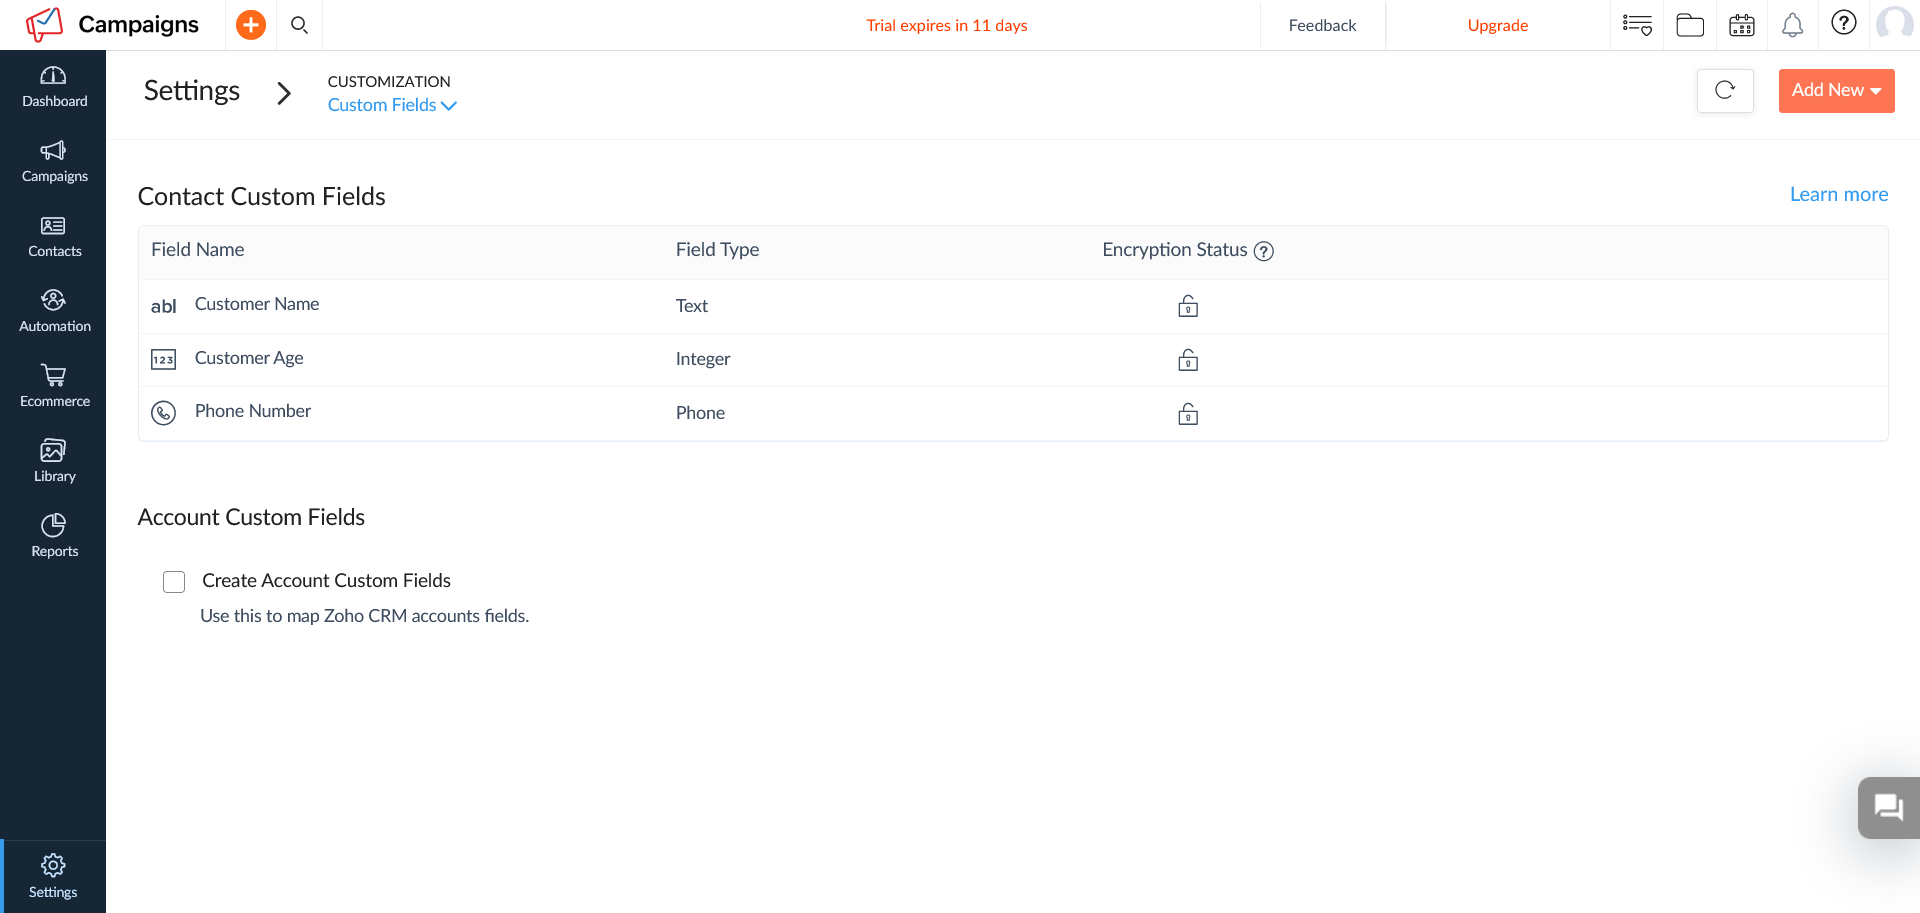 Campaigns
Trial expires in 11 days
Feedback
Upgrade
Dashboard
Campaigns
Contacts
Automation
Ecommerce
Library
Reports
Settings
Settings
CUSTOMIZATION
Custom Fields
Add New
Contact Custom Fields
Learn more
Field Name Field Type Encryption Status ?
abl Customer Name Text
123 Customer Age Integer
Phone Number Phone
Account Custom Fields
Create Account Custom Fields
Use this to map Zoho CRM accounts fields.